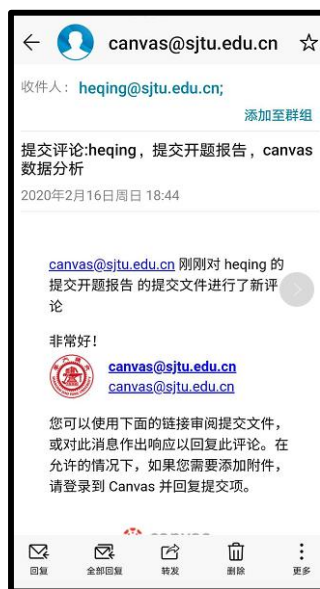 canvas@sjtu.edu.cn
收件人: heqing@sjtu.edu.cn;
添加至群组
提交评论:heqing，提交开题报告，canvas
数据分析
2020年2月16日周日 18:44
canvas@sjtu.edu.cn 刚刚对 heqing 的
提交开题报告 的提交文件进行了新评
论
非常好！
canvas@sjtu.edu.cn
canvas@sjtu.edu.cn
您可以使用下面的链接审阅提交文件，
或对此消息作出响应以回复此评论。在
允许的情况下，如果您需要添加附件，
请登录到 Canvas 并回复提交项。
回复 全部回复 转发 删除 更多